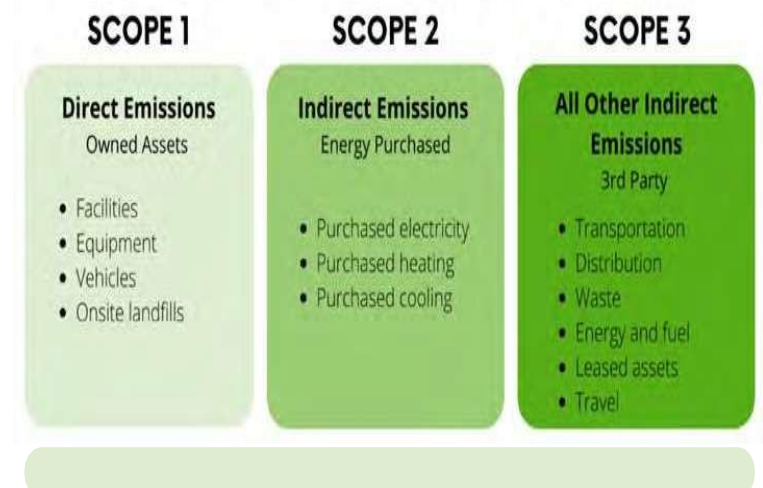 SCOPE 1
Direct Emissions
Owned Assets
• Facilities
• Equipment
• Vehicles
• Onsite landfills
SCOPE 2
Indirect Emissions
Energy Purchased
• Purchased electricity
• Purchased heating
• Purchased cooling
SCOPE 3
All Other Indirect
Emissions
3rd Party
• Transportation
• Distribution
• Waste
• Energy and fuel
• Leased assets
• Travel